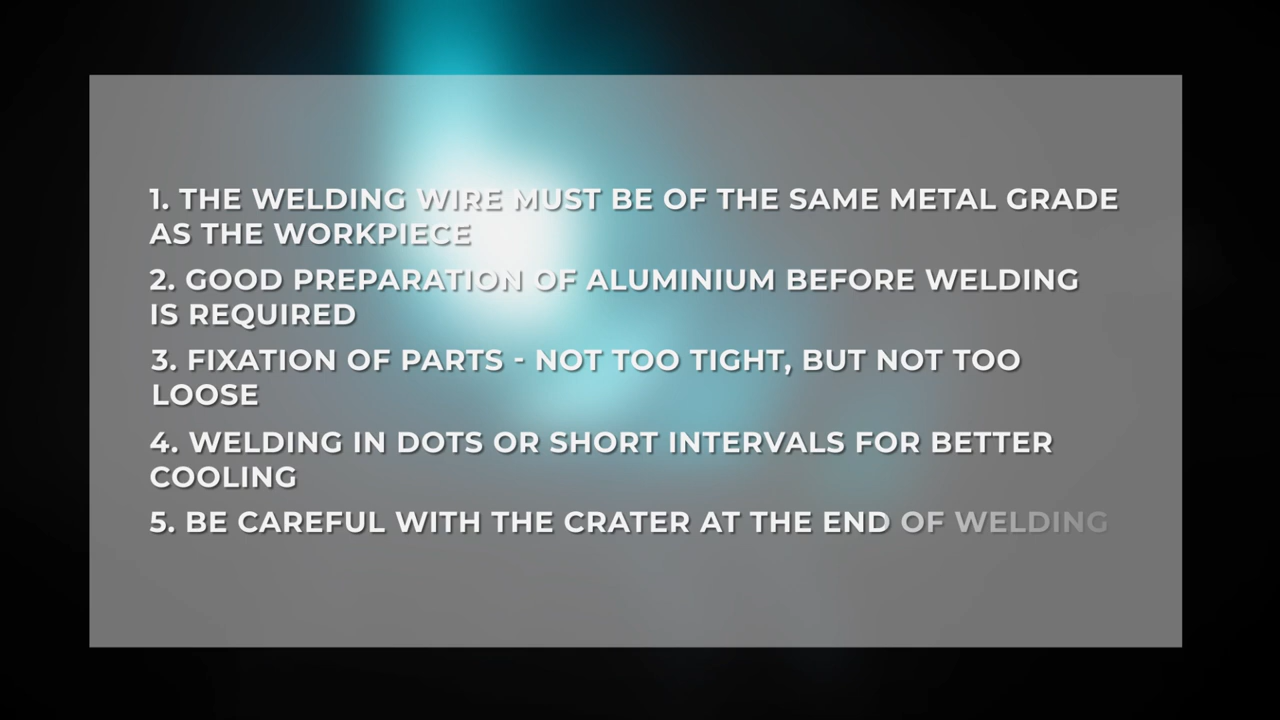 1. THE WELDING WIRE MUST BE OF THE SAME METAL GRADE
AS THE WORKPIECE
2. GOOD PREPARATION OF ALUMINIUM BEFORE WELDING
IS REQUIRED
3. FIXATION OF PARTS - NOT TOO TIGHT, BUT NOT TOO
LOOSE
4. WELDING IN DOTS OR SHORT INTERVALS FOR BETTER
COOLING
5. BE CAREFUL WITH THE CRATER AT THE END OF WELDING